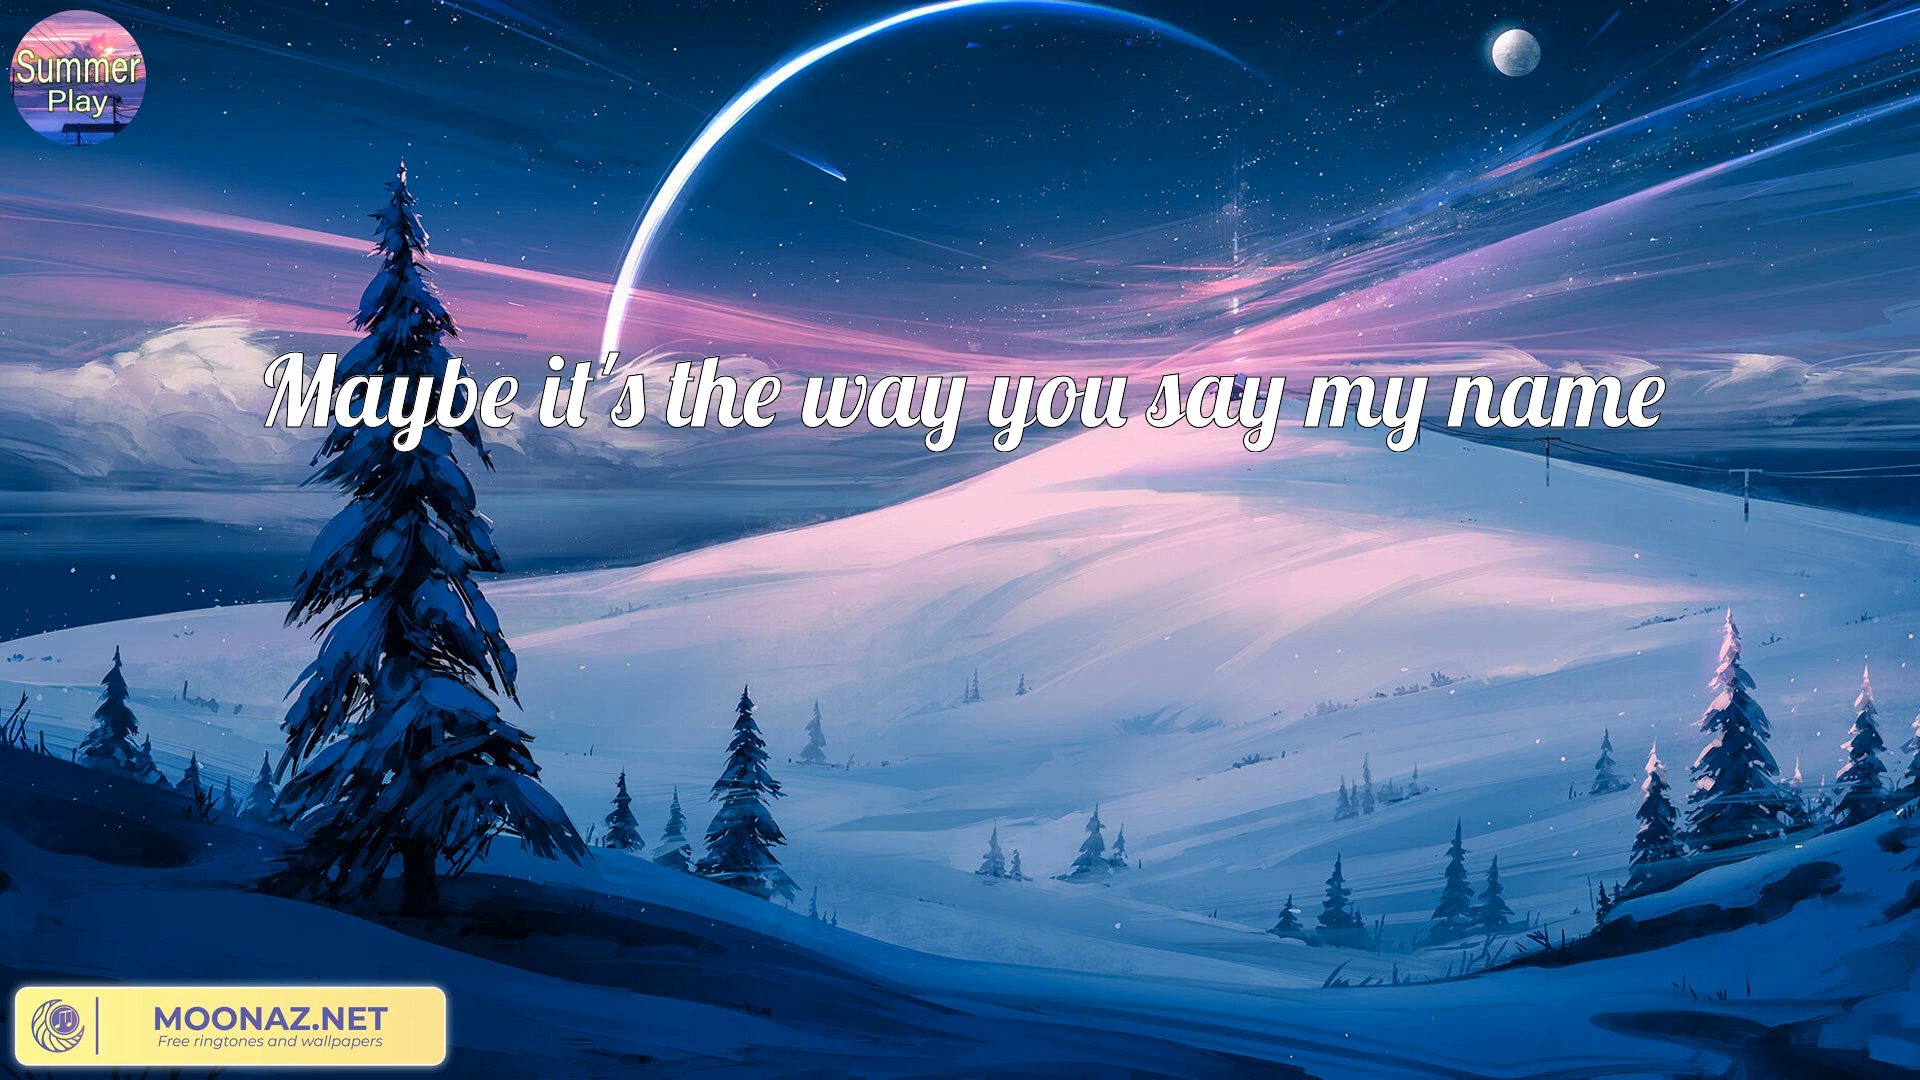 Summer
Play
Maybe it's the way you say my name
MOONAZ.NET
Free ringtones and wallpapers